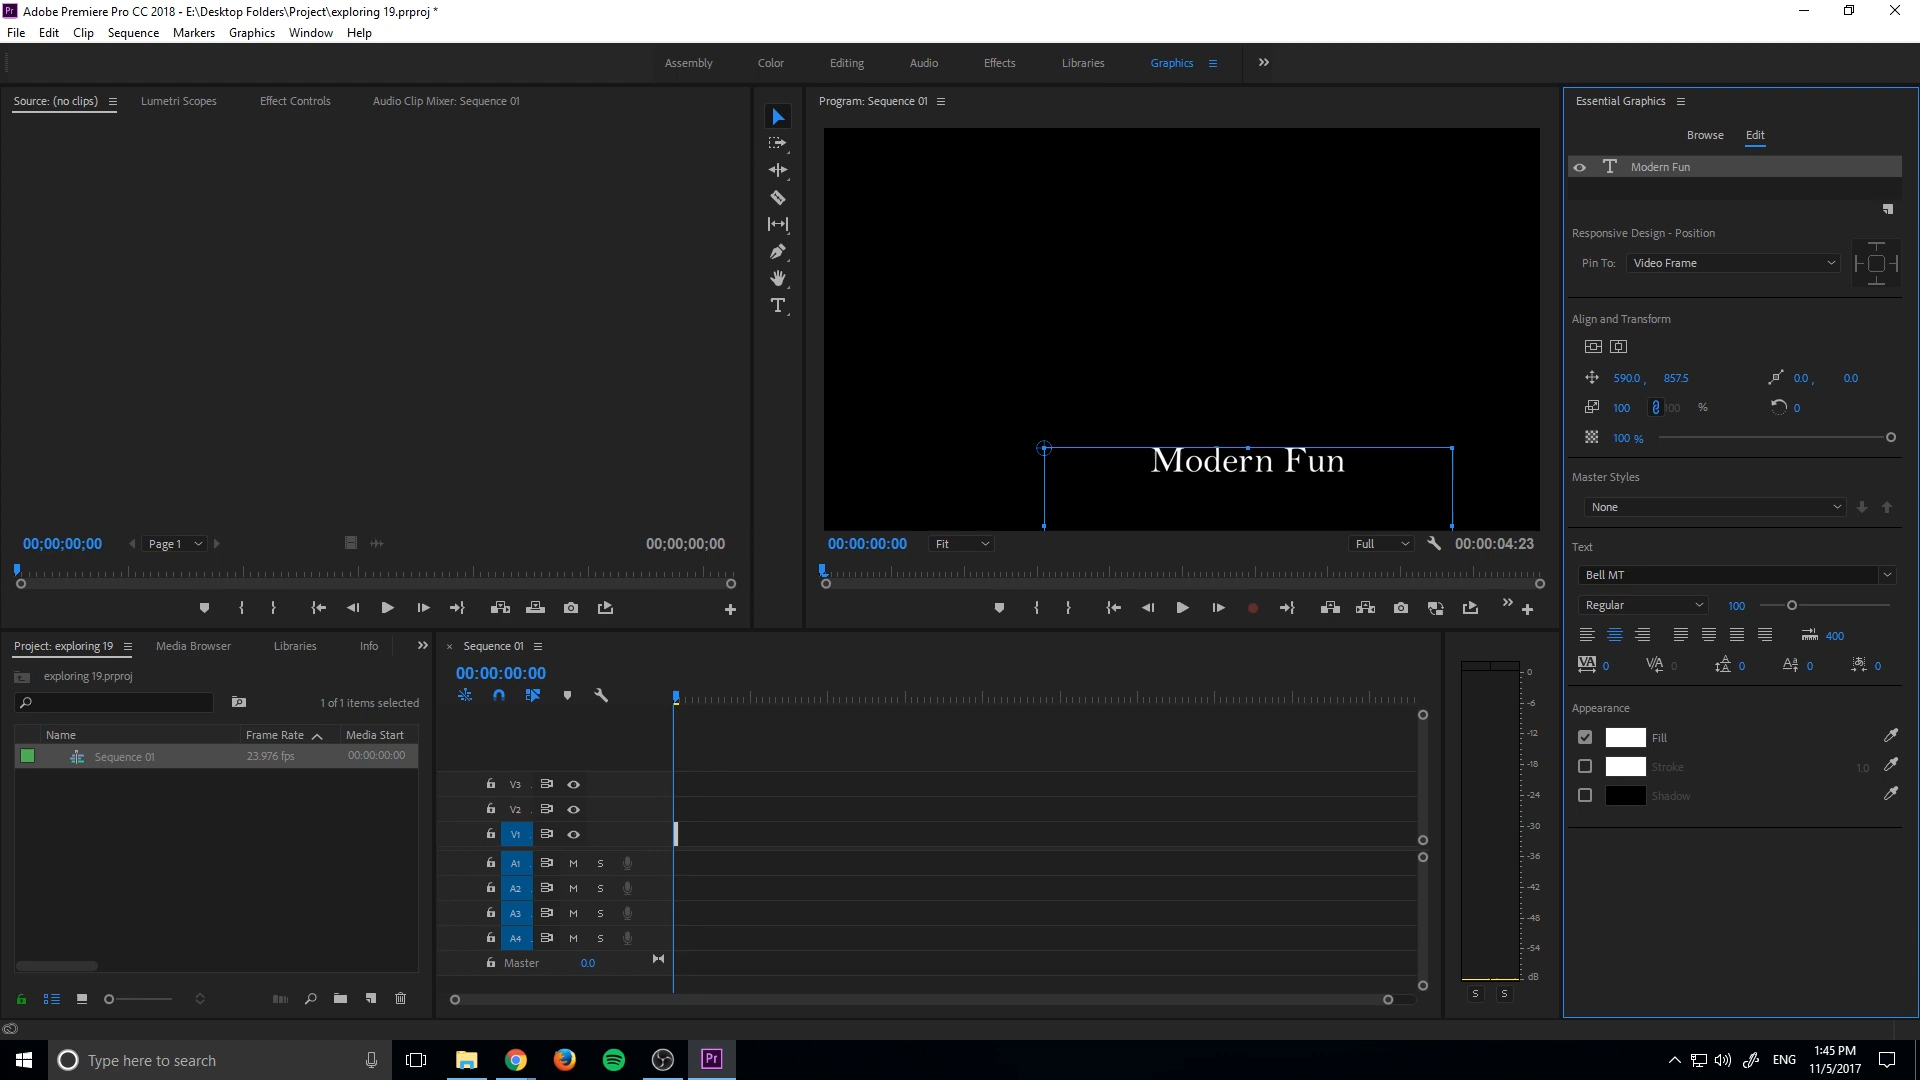 Adobe Premiere Pro CC 2018 - E:\Desktop Folders\Project\exploring 19.prproj *
File Edit Clip Sequence Markers Graphics Window Help
Assembly Color Editing Audio Effects Libraries Graphics
Source: (no clips) Lumetri Scopes Effect Controls Audio Clip Mixer: Sequence 01
Program: Sequence 01
Modern Fun
00;00;00;00 Page 1 00;00;00;00
00:00:00:00 Fit Full 00:00:04:23
Essential Graphics
Browse Edit
Modern Fun
Responsive Design - Position
Pin To: Video Frame
Align and Transform
590.0 , 857.5 0.0 , 0.0
100 100 % 0
100 %
Master Styles
None
Text
Bell MT
Regular 100
400
0 0 0 0 0
Appearance
Fill
Stroke 1.0
Shadow
Project: exploring 19 Media Browser Libraries Info
exploring 19.prproj
1 of 1 items selected
Name Frame Rate Media Start
Sequence 01 23.976 fps 00:00:00:00
× Sequence 01
00:00:00:00
V3
V2
V1
A1 M S
A2 M S
A3 M S
A4 M S
Master 0.0
0
-6
-12
-18
-24
-30
-36
-42
-48
-54
dB
S S
Type here to search
Pr
ENG
1:45 PM
11/5/2017